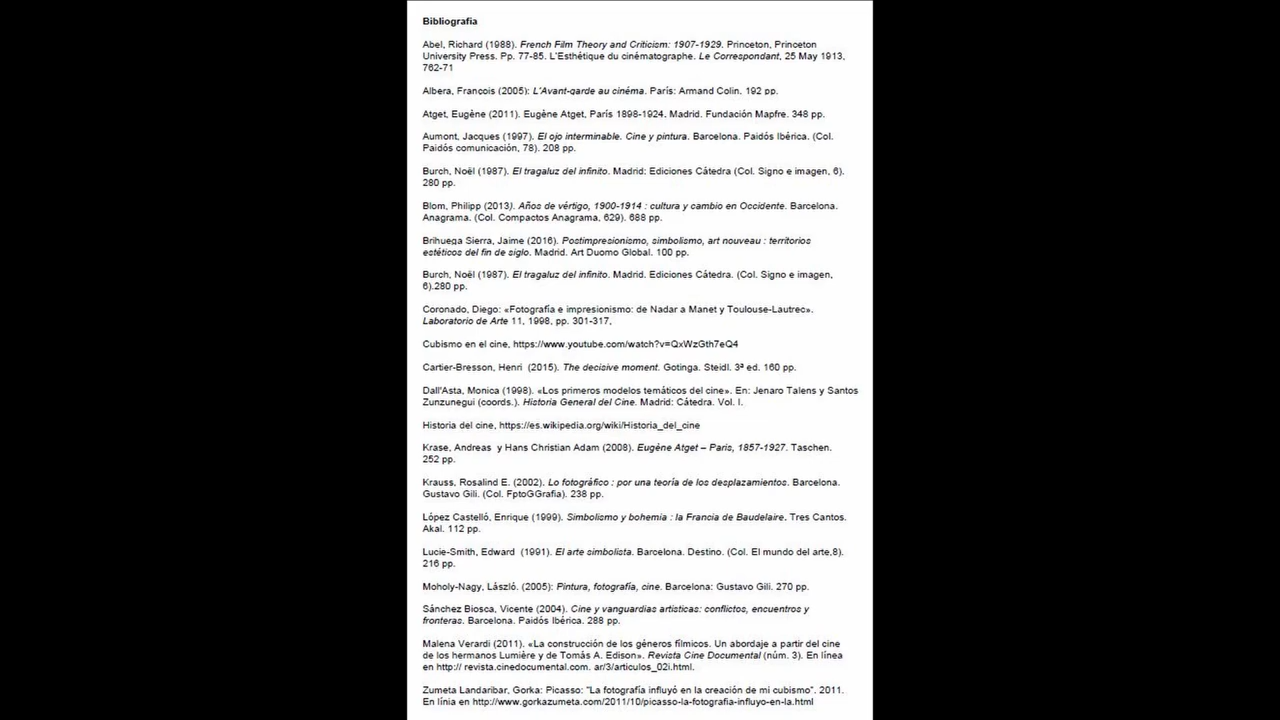 Bibliografia
Abel, Richard (1988). French Film Theory and Criticism: 1907-1929. Princeton, Princeton
University Press. Pp. 77-85. L'Esthétique du cinématographe. Le Correspondant, 25 May 1913,
762-71
Albera, François (2005): L'Avant-garde au cinéma. París: Armand Colin. 192 pp.
Atget, Eugène (2011). Eugène Atget, París 1898-1924. Madrid. Fundación Mapfre. 348 pp.
Aumont, Jacques (1997). El ojo interminable. Cine y pintura. Barcelona. Paidós Ibérica. (Col.
Paidós comunicación, 78). 208 pp.
Burch, Noël (1987). El tragaluz del infinito. Madrid: Ediciones Cátedra (Col. Signo e imagen, 6).
280 pp.
Blom, Philipp (2013). Años de vértigo, 1900-1914 : cultura y cambio en Occidente. Barcelona.
Anagrama. (Col. Compactos Anagrama, 629). 688 pp.
Brihuega Sierra, Jaime (2016). Postimpresionismo, simbolismo, art nouveau : territorios
estéticos del fin de siglo. Madrid. Art Duomo Global. 100 pp.
Burch, Noël (1987). El tragaluz del infinito. Madrid. Ediciones Cátedra. (Col. Signo e imagen,
6).280 pp.
Coronado, Diego: «Fotografía e impresionismo: de Nadar a Manet y Toulouse-Lautrec».
Laboratorio de Arte 11, 1998, pp. 301-317,
Cubismo en el cine, https://www.youtube.com/watch?v=QxWzGth7eQ4
Cartier-Bresson, Henri (2015). The decisive moment. Gotinga. Steidl. 3ª ed. 160 pp.
Dall'Asta, Monica (1998). «Los primeros modelos temáticos del cine». En: Jenaro Talens y Santos
Zunzunegui (coords.). Historia General del Cine. Madrid: Cátedra. Vol. I.
Historia del cine, https://es.wikipedia.org/wiki/Historia_del_cine
Krase, Andreas y Hans Christian Adam (2008). Eugène Atget – Paris, 1857-1927. Taschen.
252 pp.
Krauss, Rosalind E. (2002). Lo fotográfico : por una teoría de los desplazamientos. Barcelona.
Gustavo Gili. (Col. FptoGGrafia). 238 pp.
López Castelló, Enrique (1999). Simbolismo y bohemia : la Francia de Baudelaire. Tres Cantos.
Akal. 112 pp.
Lucie-Smith, Edward (1991). El arte simbolista. Barcelona. Destino. (Col. El mundo del arte,8).
216 pp.
Moholy-Nagy, László. (2005): Pintura, fotografía, cine. Barcelona: Gustavo Gili. 270 pp.
Sánchez Biosca, Vicente (2004). Cine y vanguardias artísticas: conflictos, encuentros y
fronteras. Barcelona. Paidós Ibérica. 288 pp.
Malena Verardi (2011). «La construcción de los géneros fílmicos. Un abordaje a partir del cine
de los hermanos Lumière y de Tomás A. Edison». Revista Cine Documental (núm. 3). En línea
en http:// revista.cinedocumental.com. ar/3/articulos_02i.html.
Zumeta Landaribar, Gorka: Picasso: "La fotografía influyó en la creación de mi cubismo". 2011.
En línia en http://www.gorkazumeta.com/2011/10/picasso-la-fotografia-influyo-en-la.html